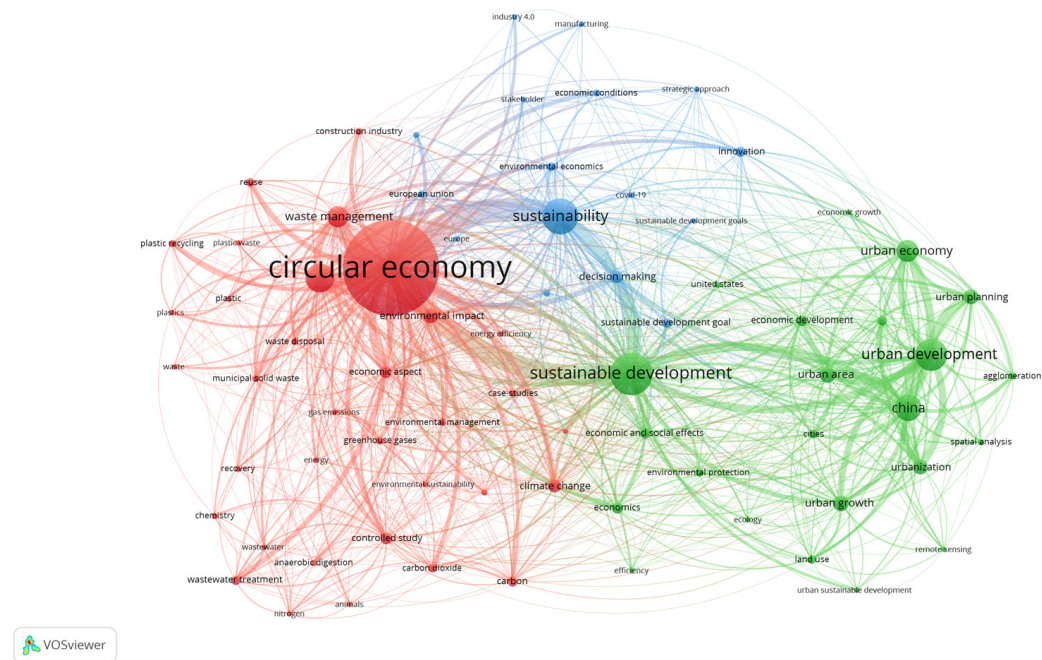 industry 4.0
manufacturing
economic conditions
strategic approach
stakeholder
construction industry
innovation
environmental economics
reuse
european union
covid-19
waste management
sustainability
sustainable development goals
economic growth
plastic recycling
plastic waste
europe
urban economy
circular economy
decision making
united states
plastic
urban planning
plastics
environmental impact
sustainable development goal
economic development
energy efficiency
waste disposal
urban development
waste
municipal solid waste
economic aspect
sustainable development
urban area
agglomeration
case-studies
gas emissions
china
environmental management
greenhouse gases
economic and social effects
cities
spatial analysis
recovery
energy
environmental protection
urbanization
environmental sustainability
climate change
economics
urban growth
chemistry
ecology
controlled study
wastewater
remote sensing
anaerobic digestion
carbon dioxide
efficiency
land use
wastewater treatment
carbon
urban sustainable development
animals
nitrogen
VOSviewer